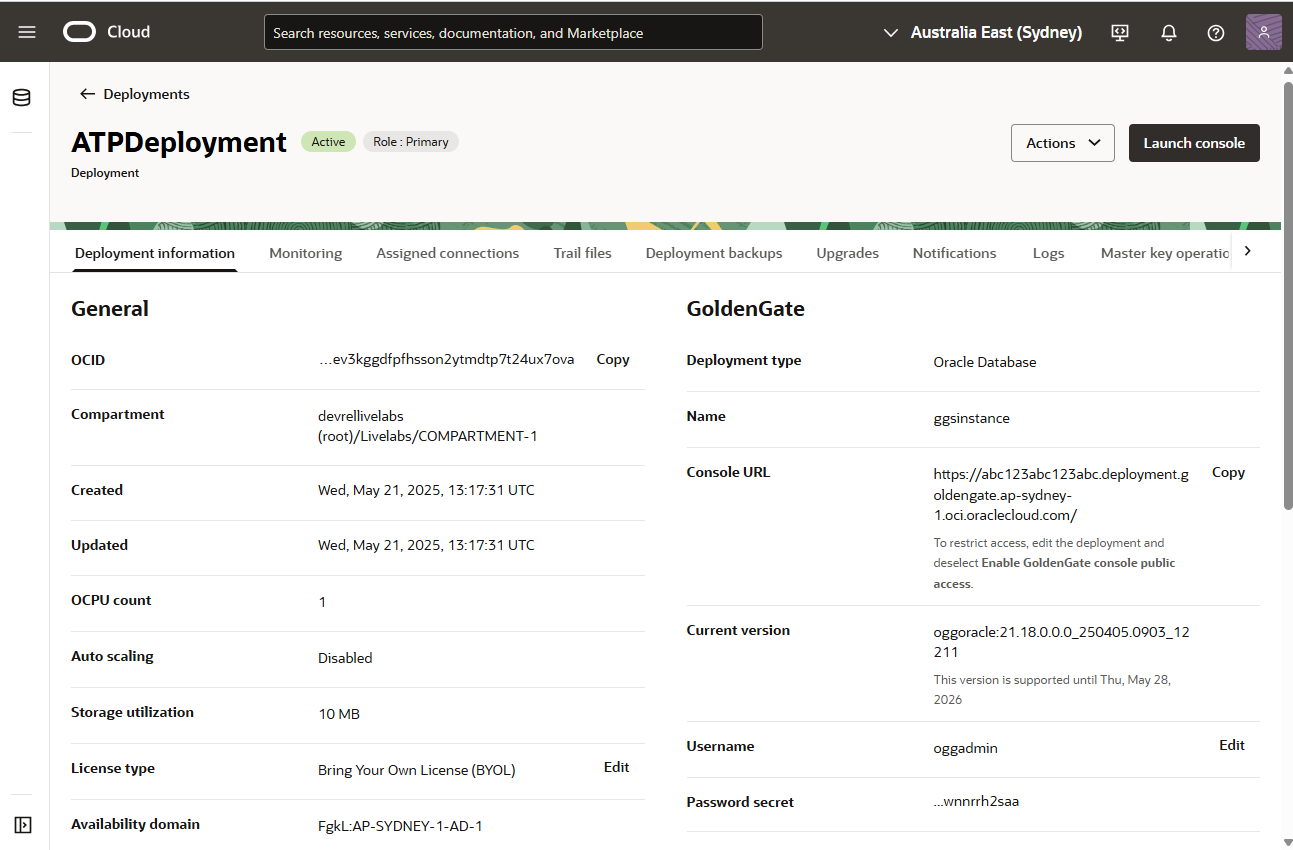 Cloud
Search resources, services, documentation, and Marketplace
Australia East (Sydney)
Deployments
ATPDeployment
Active
Role : Primary
Deployment
Actions
Launch console
Deployment information
Monitoring
Assigned connections
Trail files
Deployment backups
Upgrades
Notifications
Logs
Master key operatio
General
OCID
...ev3kggdfpfhsson2ytmdtp7t24ux7ova
Copy
Compartment
devrellivelabs
(root)/Livelabs/COMPARTMENT-1
Created
Wed, May 21, 2025, 13:17:31 UTC
Updated
Wed, May 21, 2025, 13:17:31 UTC
OCPU count
1
Auto scaling
Disabled
Storage utilization
10 MB
License type
Bring Your Own License (BYOL)
Edit
Availability domain
FgkL:AP-SYDNEY-1-AD-1
GoldenGate
Deployment type
Oracle Database
Name
ggsinstance
Console URL
https://abc123abc123abc.deployment.g
oldengate.ap-sydney-
1.oci.oraclecloud.com/
Copy
To restrict access, edit the deployment and
deselect Enable GoldenGate console public
access.
Current version
oggoracle:21.18.0.0.0_250405.0903_12
211
This version is supported until Thu, May 28,
2026
Username
oggadmin
Edit
Password secret
...wnnrrh2saa